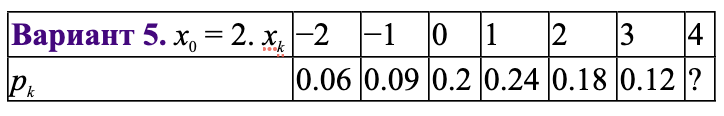 Вариант 5. x₀ = 2. xₖ −2 −1 0 1 2 3 4
pₖ 0.06 0.09 0.2 0.24 0.18 0.12 ?